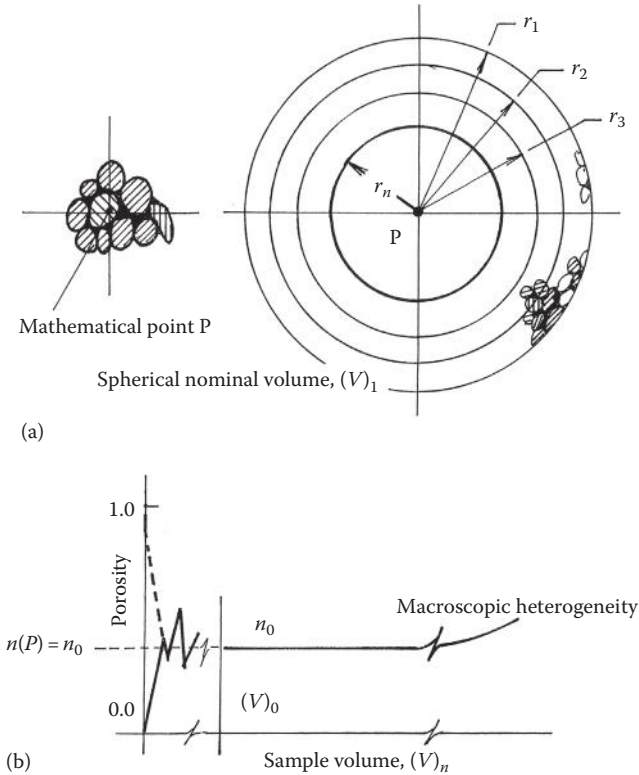 r₁
r₂
r₃
rₙ
P
Mathematical point P
Spherical nominal volume, (V)₁
(a)
1.0
Porosity
Macroscopic heterogeneity
n(P) = n₀
n₀
0.0
(V)₀
(b)
Sample volume, (V)ₙ